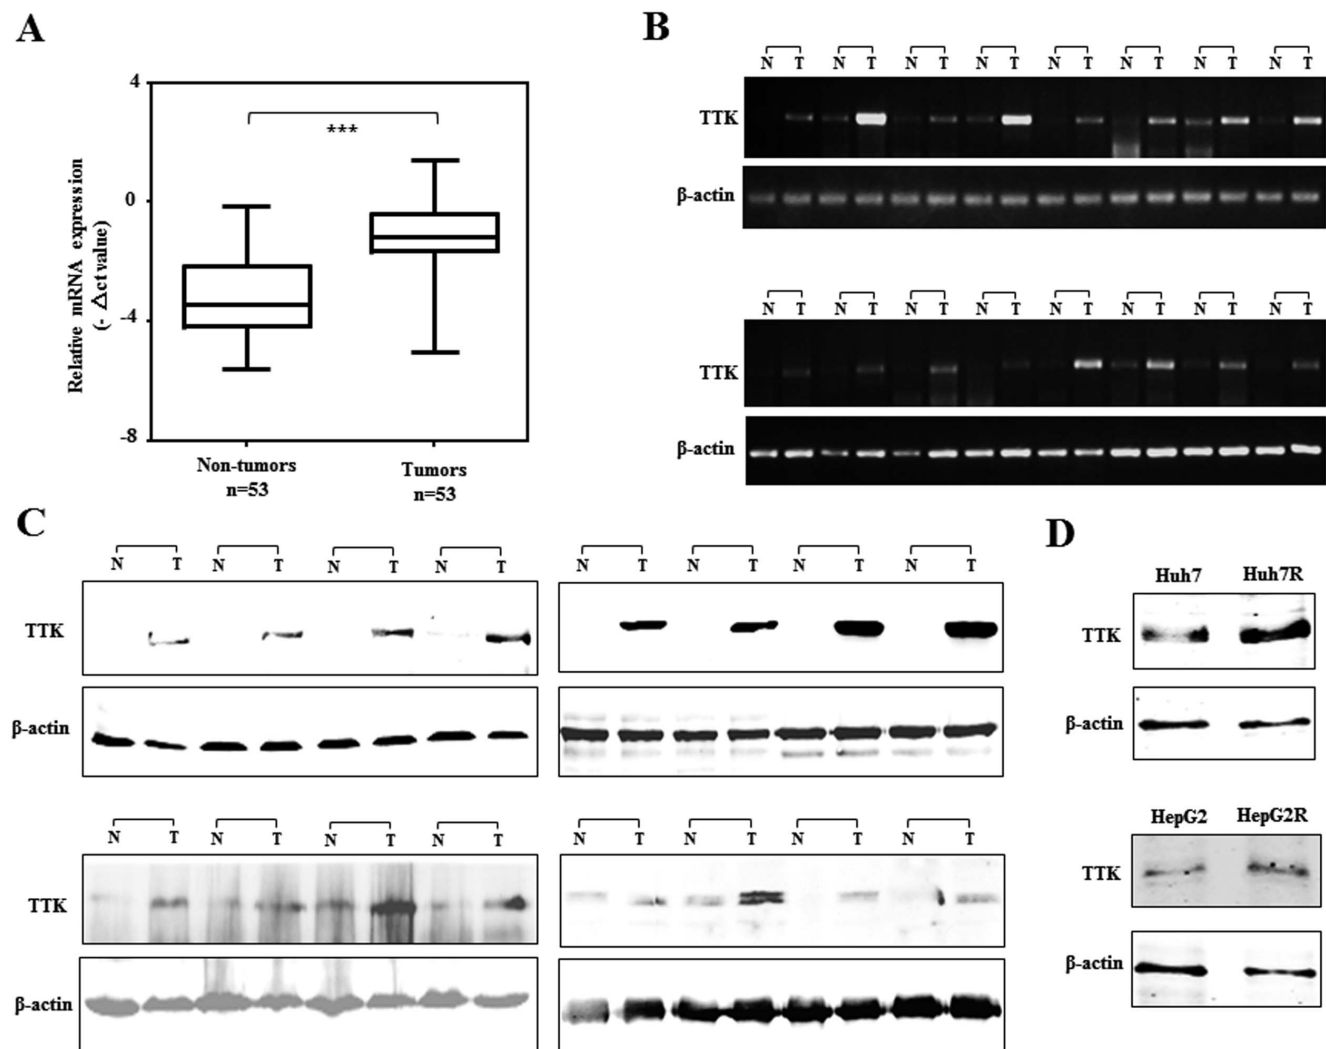 A
4
0
-4
-8
Relative mRNA expression
(- △ct value)
***
Non-tumors
n=53
Tumors
n=53
B
N T N T N T N T N T N T N T N T
TTK
β-actin
N T N T N T N T N T N T N T N T
TTK
β-actin
C
N T N T N T N T N T N T N T N T
TTK
β-actin
N T N T N T N T N T N T N T N T
TTK
β-actin
D
Huh7 Huh7R
TTK
β-actin
HepG2 HepG2R
TTK
β-actin